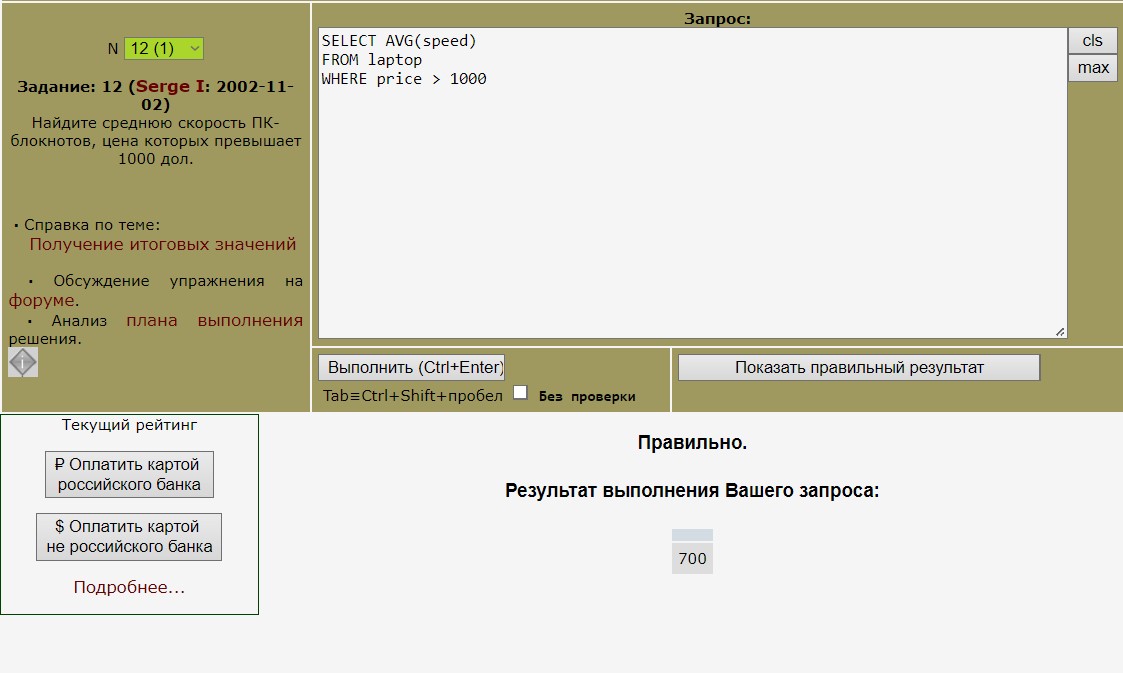 N 12 (1)
Задание: 12 (Serge I: 2002-11-
02)
Найдите среднюю скорость ПК-
блокнотов, цена которых превышает
1000 дол.
• Справка по теме:
Получение итоговых значений
• Обсуждение упражнения на
форуме.
• Анализ плана выполнения
решения.
Запрос:
SELECT AVG(speed)
FROM laptop
WHERE price > 1000
cls
max
Выполнить (Ctrl+Enter)
Tab≡Ctrl+Shift+пробел Без проверки
Показать правильный результат
Текущий рейтинг
₽ Оплатить картой
российского банка
$ Оплатить картой
не российского банка
Подробнее...
Правильно.
Результат выполнения Вашего запроса:
700